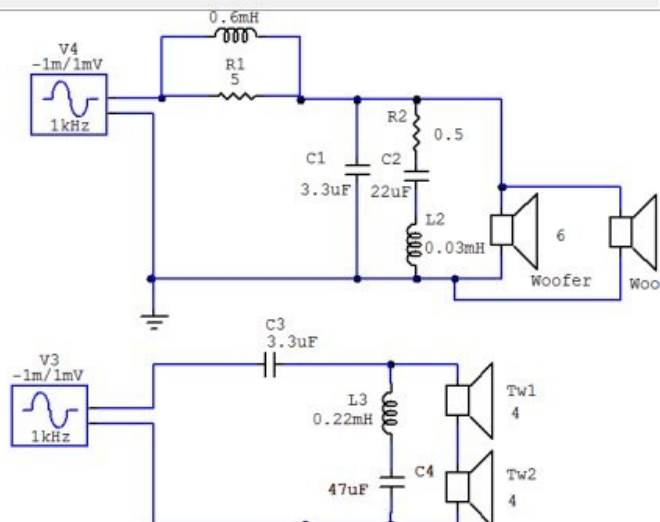 0.6mH
V4
-1m/1mV
R1
5
1kHz
R2
0.5
C1
C2
3.3uF
22uF
L2
0.03mH
6
Woofer
Woo
C3
3.3uF
V3
-1m/1mV
L3
0.22mH
Tw1
4
1kHz
C4
47uF
Tw2
4